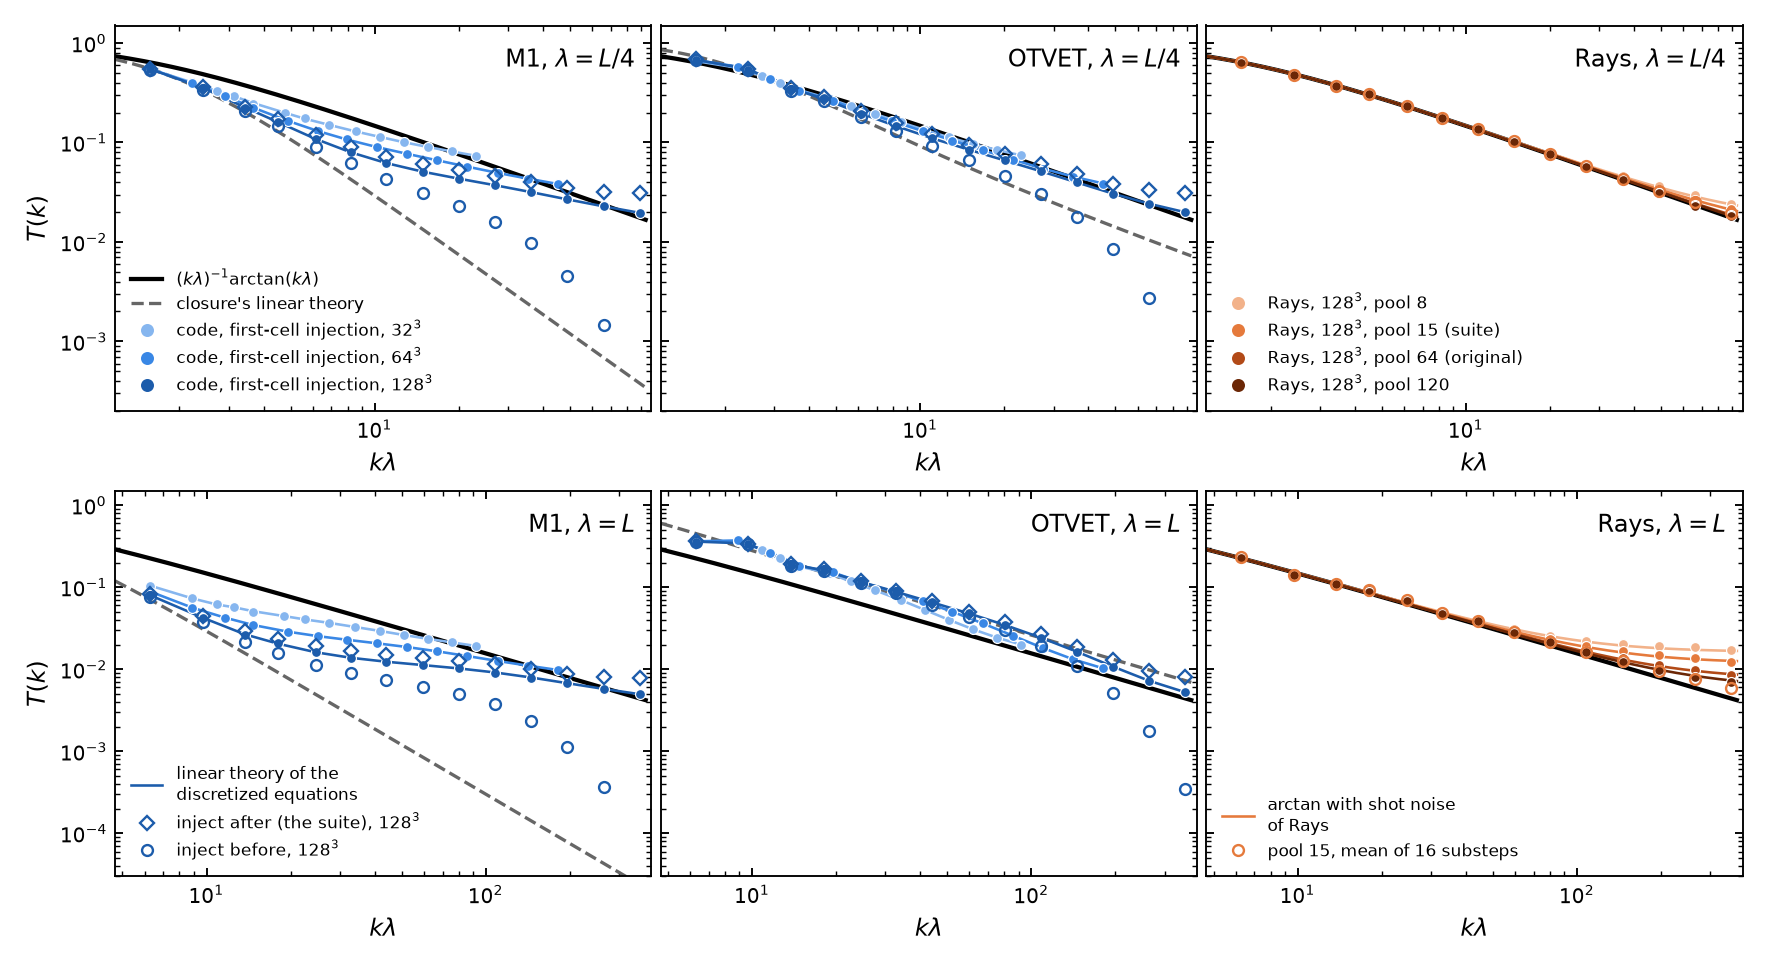 M1, λ = L/4
OTVET, λ = L/4
Rays, λ = L/4
T(k)
10⁰
10⁻¹
10⁻²
10⁻³
(kλ)⁻¹arctan(kλ)
closure's linear theory
code, first-cell injection, 32³
code, first-cell injection, 64³
code, first-cell injection, 128³
Rays, 128³, pool 8
Rays, 128³, pool 15 (suite)
Rays, 128³, pool 64 (original)
Rays, 128³, pool 120
10¹
10¹
10¹
kλ
kλ
kλ
M1, λ = L
OTVET, λ = L
Rays, λ = L
T(k)
10⁰
10⁻¹
10⁻²
10⁻³
10⁻⁴
linear theory of the
discretized equations
inject after (the suite), 128³
inject before, 128³
arctan with shot noise
of Rays
pool 15, mean of 16 substeps
10¹
10²
10¹
10²
10¹
10²
kλ
kλ
kλ